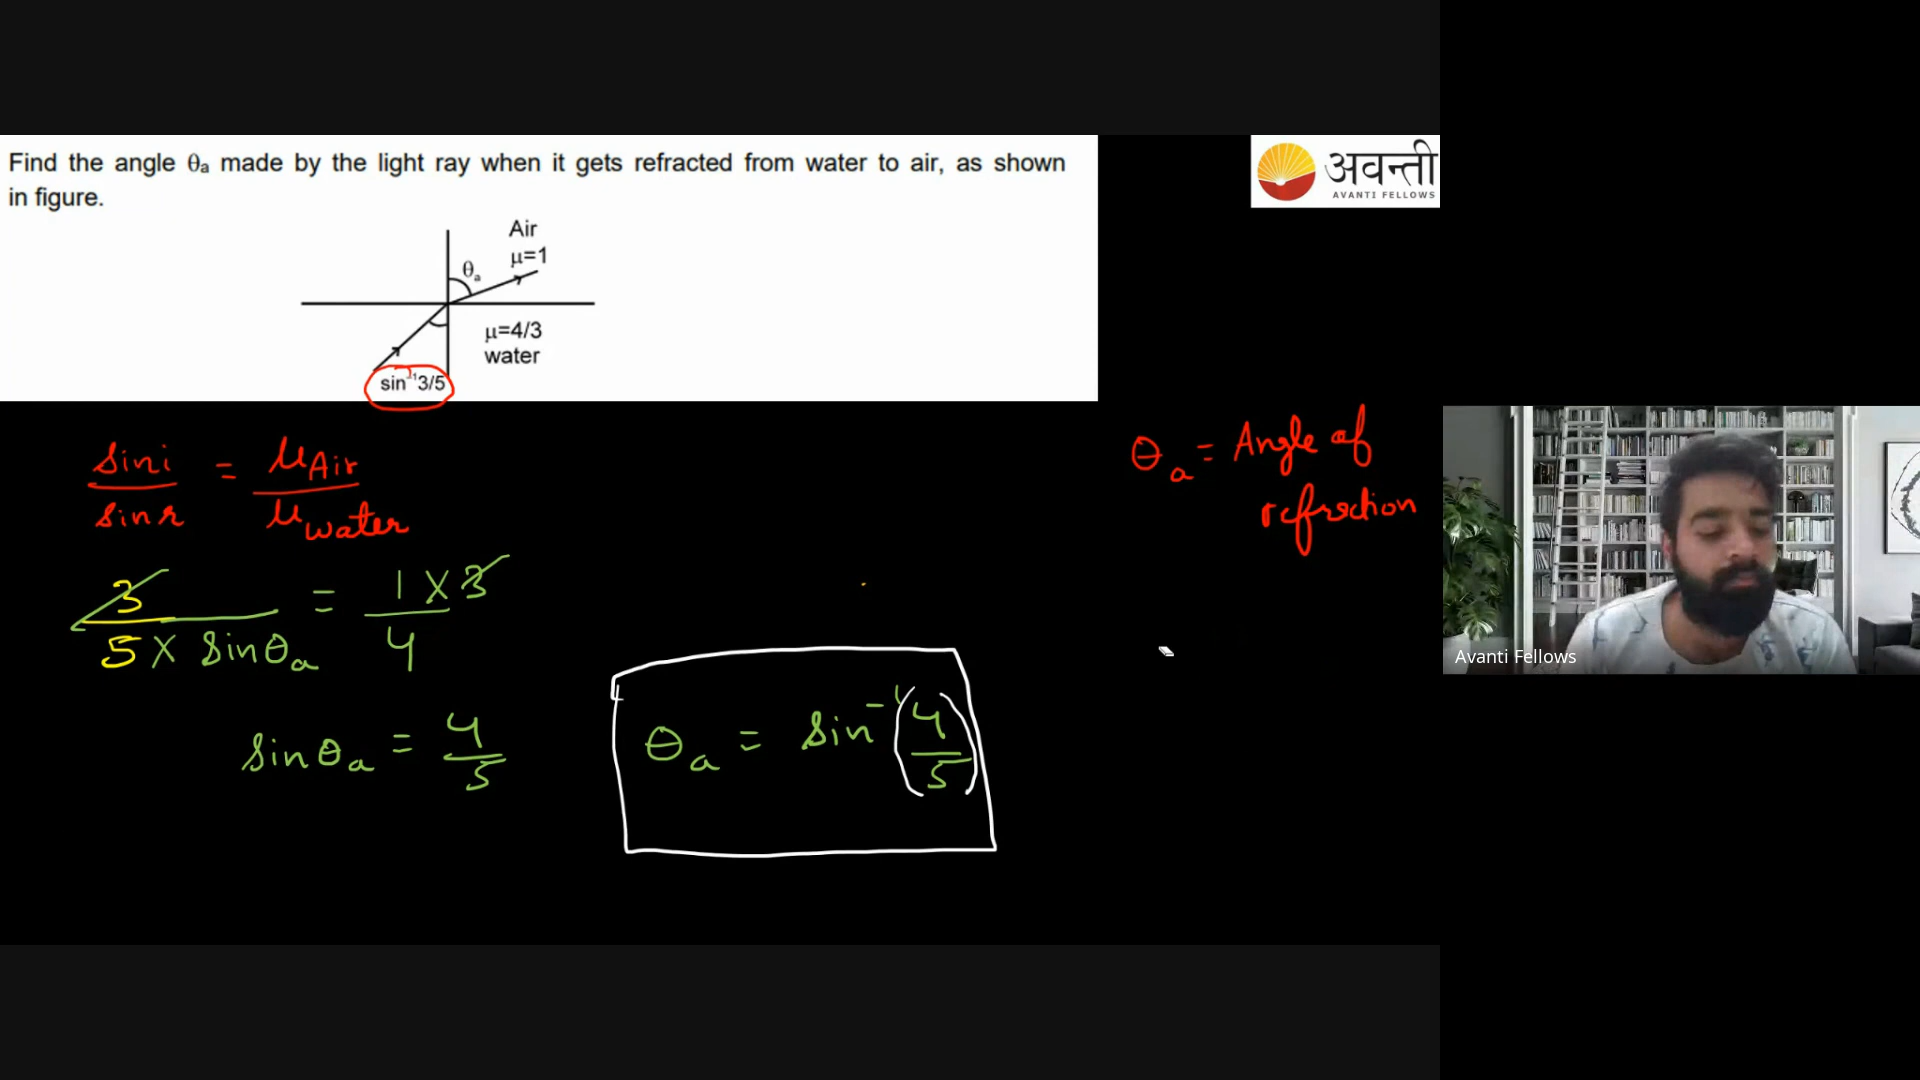 Find the angle θa made by the light ray when it gets refracted from water to air, as shown
in figure.
अवन्ती
AVANTI FELLOWS
Air
μ=1
θa
μ=4/3
water
sin⁻¹3/5
sin i / sin r = μAir / μwater
θa = Angle of
refraction
3 / 5 X sinθa = 1 X 3 / 4
sinθa = 4/5
θa = sin⁻¹(4/5)
Avanti Fellows